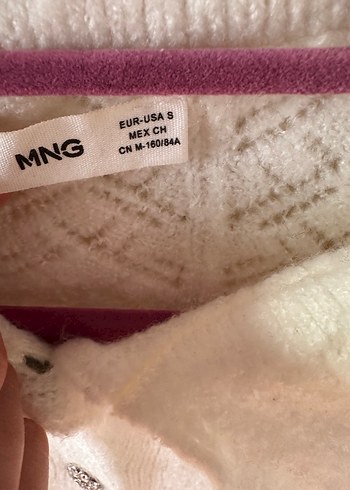 MNG
EUR-USA S
MEX CH
CN M-160/84A